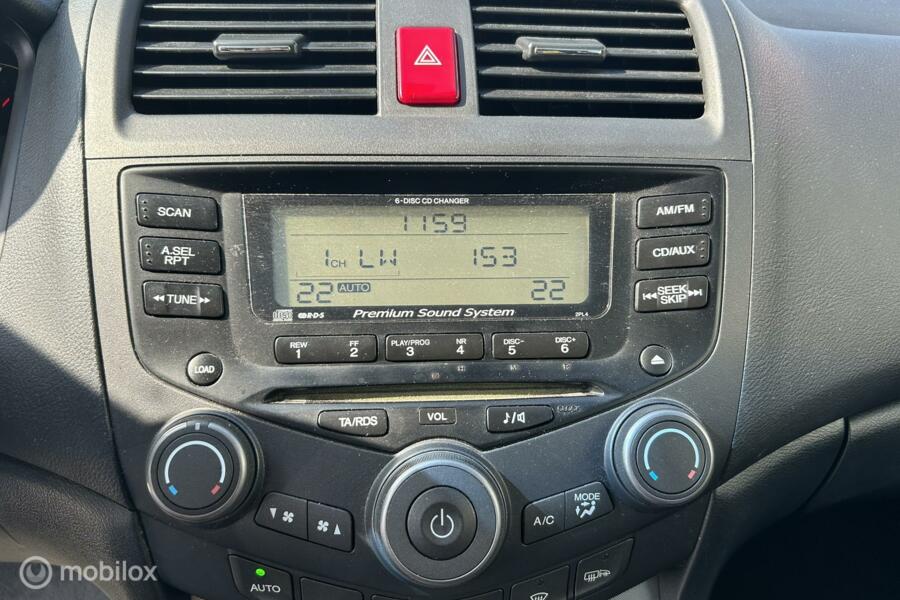 6-DISC CD CHANGER
1159
1CH LW 153
22 AUTO 22
R·D·S Premium Sound System 2PL4
SCAN
A.SEL
RPT
◀◀ TUNE ▶▶
AM/FM
CD/AUX
|◀◀ SEEK ▶▶|
SKIP
REW FF PLAY/PROG NR DISC- DISC+
1 2 3 4 5 6
LOAD
TA/RDS VOL
A/C MODE
AUTO
mobilox